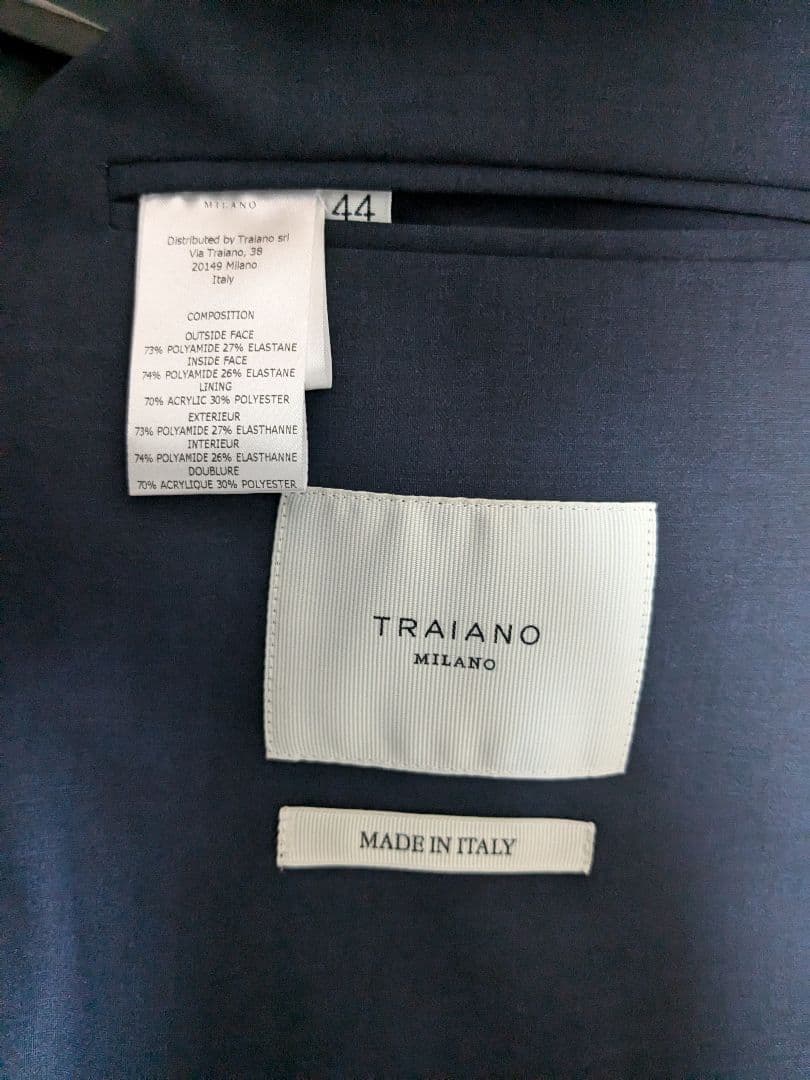 MILANO
44
Distributed by Traiano srl
Via Traiano, 38
20149 Milano
Italy
COMPOSITION
OUTSIDE FACE
73% POLYAMIDE 27% ELASTANE
INSIDE FACE
74% POLYAMIDE 26% ELASTANE
LINING
70% ACRYLIC 30% POLYESTER
EXTERIEUR
73% POLYAMIDE 27% ELASTHANNE
INTERIEUR
74% POLYAMIDE 26% ELASTHANNE
DOUBLURE
70% ACRYLIQUE 30% POLYESTER
TRAIANO
MILANO
MADE IN ITALY